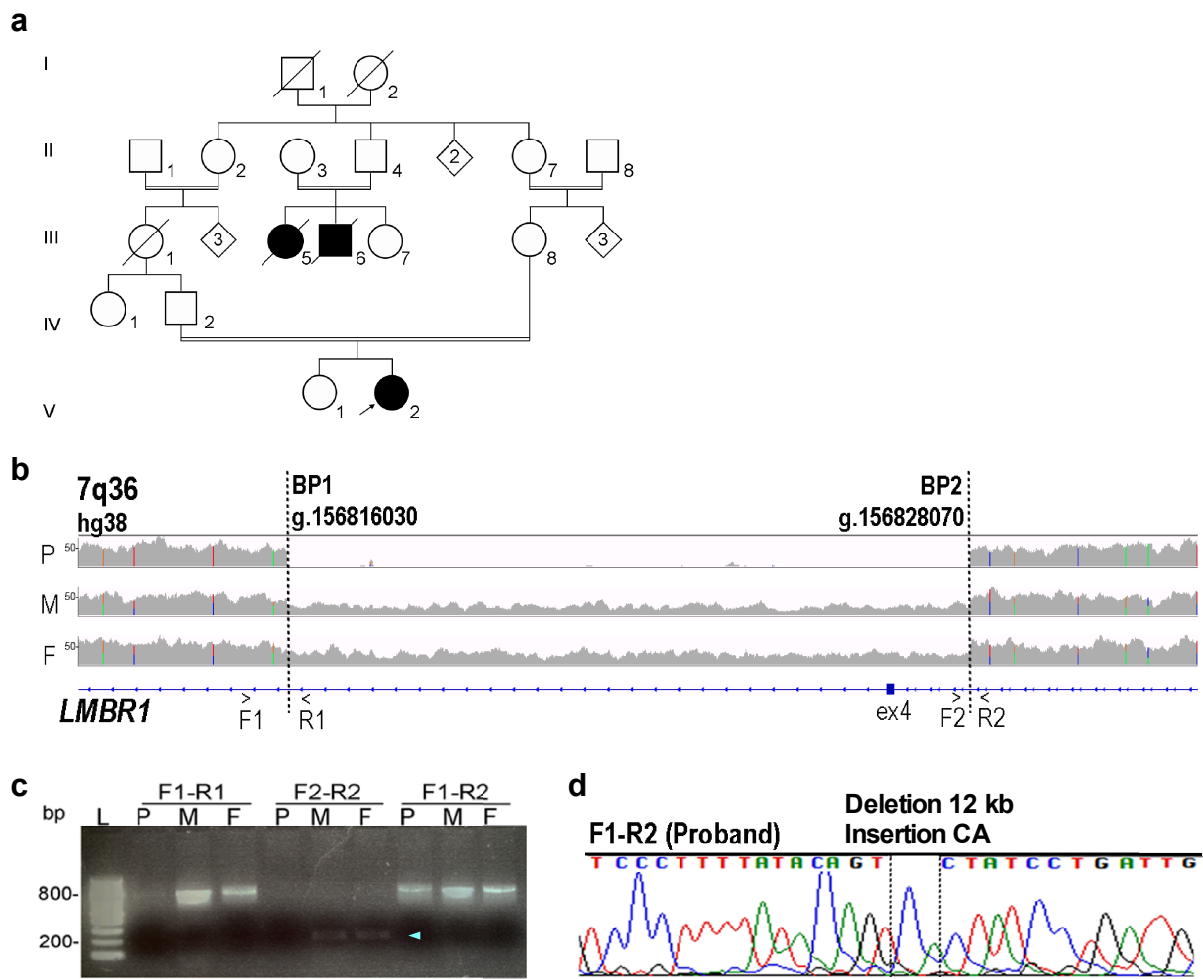 a
I
1 2
II
1 2 3 4 2 7 8
III
1 3 5 6 7 8 3
IV
1 2
V
1 2
b
7q36
hg38
BP1
g.156816030
BP2
g.156828070
P 50
M 50
F 50
LMBR1
> F1
< R1
ex4
> F2
< R2
c
F1-R1 F2-R2 F1-R2
bp L P M F P M F P M F
800-
200-
d
Deletion 12 kb
F1-R2 (Proband) Insertion CA
T C C C T T T T A T A C A G T C T A T C C T G A T T G